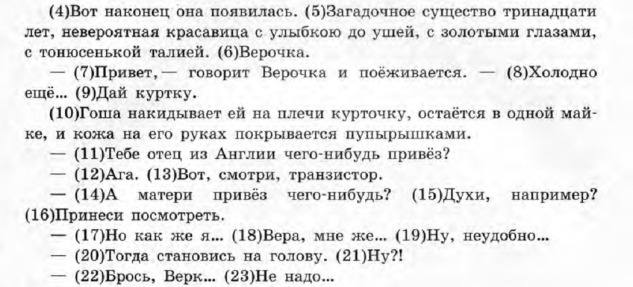 (4)Вот наконец она появилась. (5)Загадочное существо тринадцати
лет, невероятная красавица с улыбкою до ушей, с золотыми глазами,
с тонюсенькой талией. (6)Верочка.
— (7)Привет,— говорит Верочка и поёживается. — (8)Холодно
ещё... (9)Дай куртку.
(10)Гоша накидывает ей на плечи курточку, остаётся в одной май-
ке, и кожа на его руках покрывается пупырышками.
— (11)Тебе отец из Англии чего-нибудь привёз?
— (12)Ага. (13)Вот, смотри, транзистор.
— (14)А матери привёз чего-нибудь? (15)Духи, например?
(16)Принеси посмотреть.
— (17)Но как же я... (18)Вера, мне же... (19)Ну, неудобно...
— (20)Тогда становись на голову. (21)Ну?!
— (22)Брось, Верк... (23)Не надо...